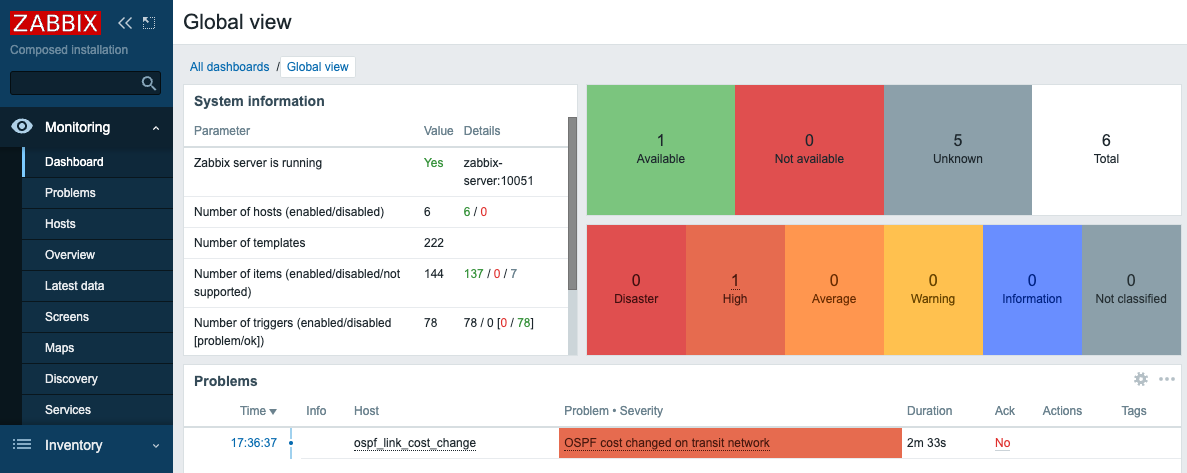 ZABBIX
Composed installation
Monitoring
Dashboard
Problems
Hosts
Overview
Latest data
Screens
Maps
Discovery
Services
Inventory
Global view
All dashboards / Global view
System information
Parameter Value Details
Zabbix server is running Yes zabbix-
server:10051
Number of hosts (enabled/disabled) 6 6 / 0
Number of templates 222
Number of items (enabled/disabled/not 144 137 / 0 / 7
supported)
Number of triggers (enabled/disabled 78 78 / 0 [0 / 78]
[problem/ok])
1 0 5 6
Available Not available Unknown Total
0 1 0 0 0 0
Disaster High Average Warning Information Not classified
Problems
Time Info Host Problem • Severity Duration Ack Actions Tags
17:36:37 ospf_link_cost_change OSPF cost changed on transit network 2m 33s No